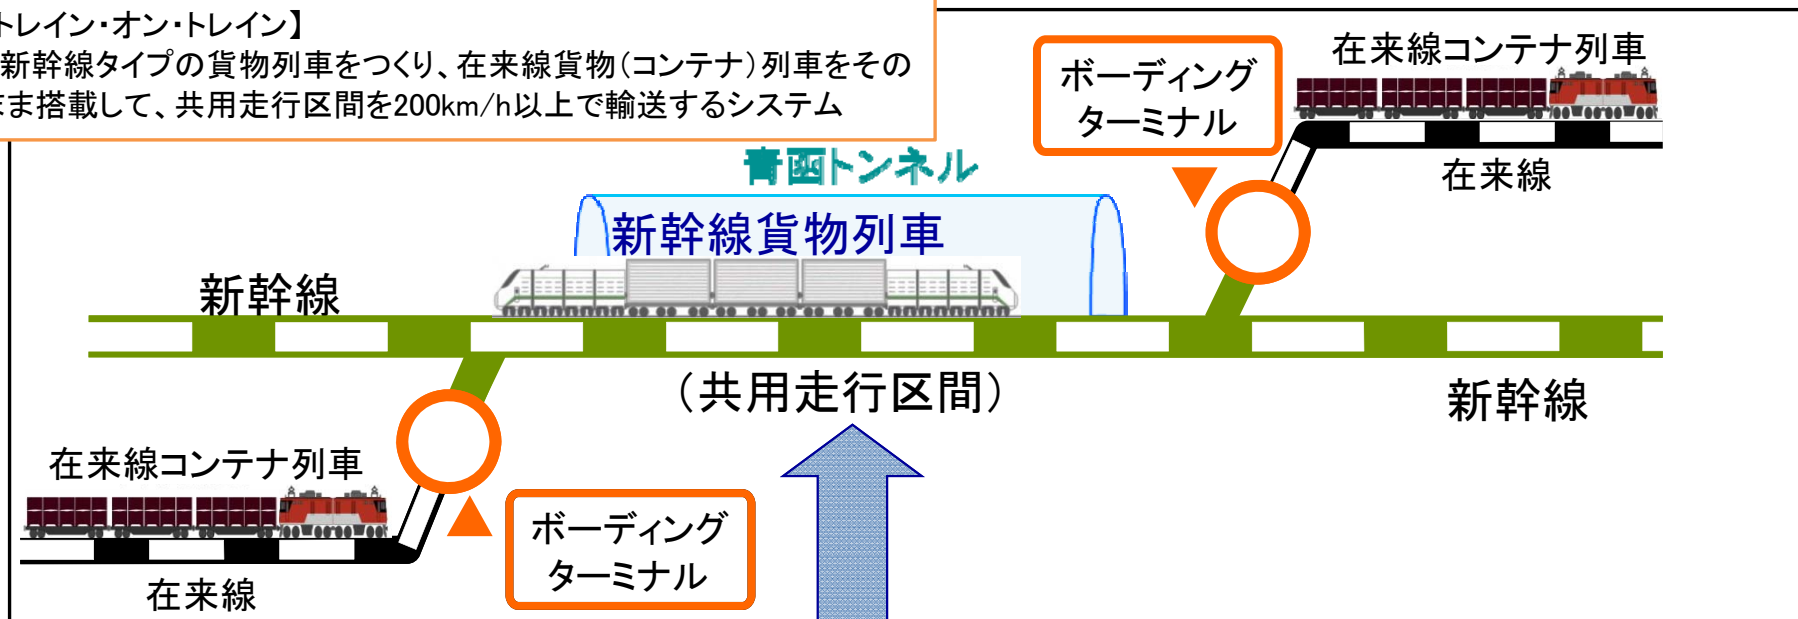 トレイン・オン・トレイン】
新幹線タイプの貨物列車をつくり、在来線貨物(コンテナ)列車をその
まま搭載して、共用走行区間を200km/h以上で輸送するシステム
ボーディング
ターミナル
在来線コンテナ列車
在来線
青函トンネル
新幹線貨物列車
新幹線
(共用走行区間)
新幹線
在来線コンテナ列車
在来線
ボーディング
ターミナル